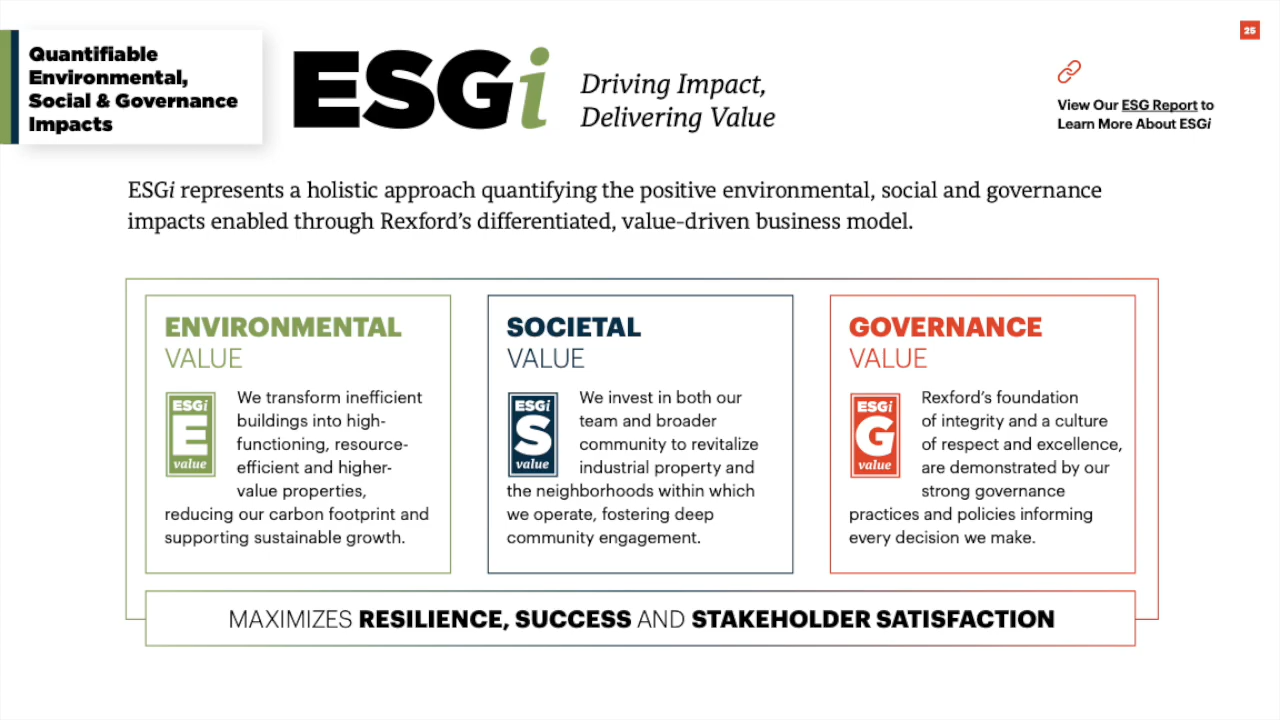 25
Quantifiable
Environmental,
Social & Governance
Impacts
ESGi
Driving Impact,
Delivering Value
View Our ESG Report to
Learn More About ESGi
ESGi represents a holistic approach quantifying the positive environmental, social and governance
impacts enabled through Rexford’s differentiated, value-driven business model.
ENVIRONMENTAL
VALUE
ESGi
E
value
We transform inefficient
buildings into high-
functioning, resource-
efficient and higher-
value properties,
reducing our carbon footprint and
supporting sustainable growth.
SOCIETAL
VALUE
ESGi
S
value
We invest in both our
team and broader
community to revitalize
industrial property and
the neighborhoods within which
we operate, fostering deep
community engagement.
GOVERNANCE
VALUE
ESGi
G
value
Rexford’s foundation
of integrity and a culture
of respect and excellence,
are demonstrated by our
strong governance
practices and policies informing
every decision we make.
MAXIMIZES RESILIENCE, SUCCESS AND STAKEHOLDER SATISFACTION